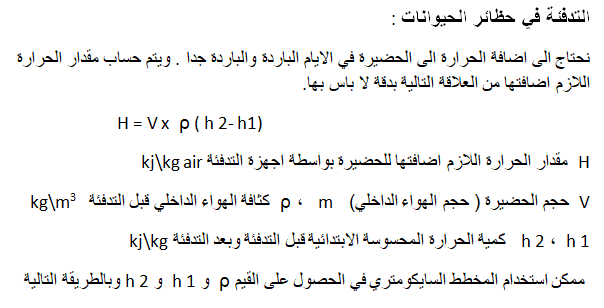 التدفئة في حظائر الحيوانات :
نحتاج الى اضافة الحرارة الى الحضيرة في الايام الباردة والباردة جدا . ويتم حساب مقدار الحرارة
اللازم اضافتها من العلاقة التالية بدقة لا باس بها.
H = V x ρ ( h 2- h1)
H مقدار الحرارة اللازم اضافتها للحضيرة بواسطة اجهزة التدفئة kj\kg air
V حجم الحضيرة ( حجم الهواء الداخلي) m ، ρ كثافة الهواء الداخلي قبل التدفئة kg\m³
h 1 ، h 2 كمية الحرارة المحسوسة الابتدائية قبل التدفئة وبعد التدفئة kj\kg
ممكن استخدام المخطط السايكومتري في الحصول على القيم ρ و h 1 و h 2 وبالطريقة التالية